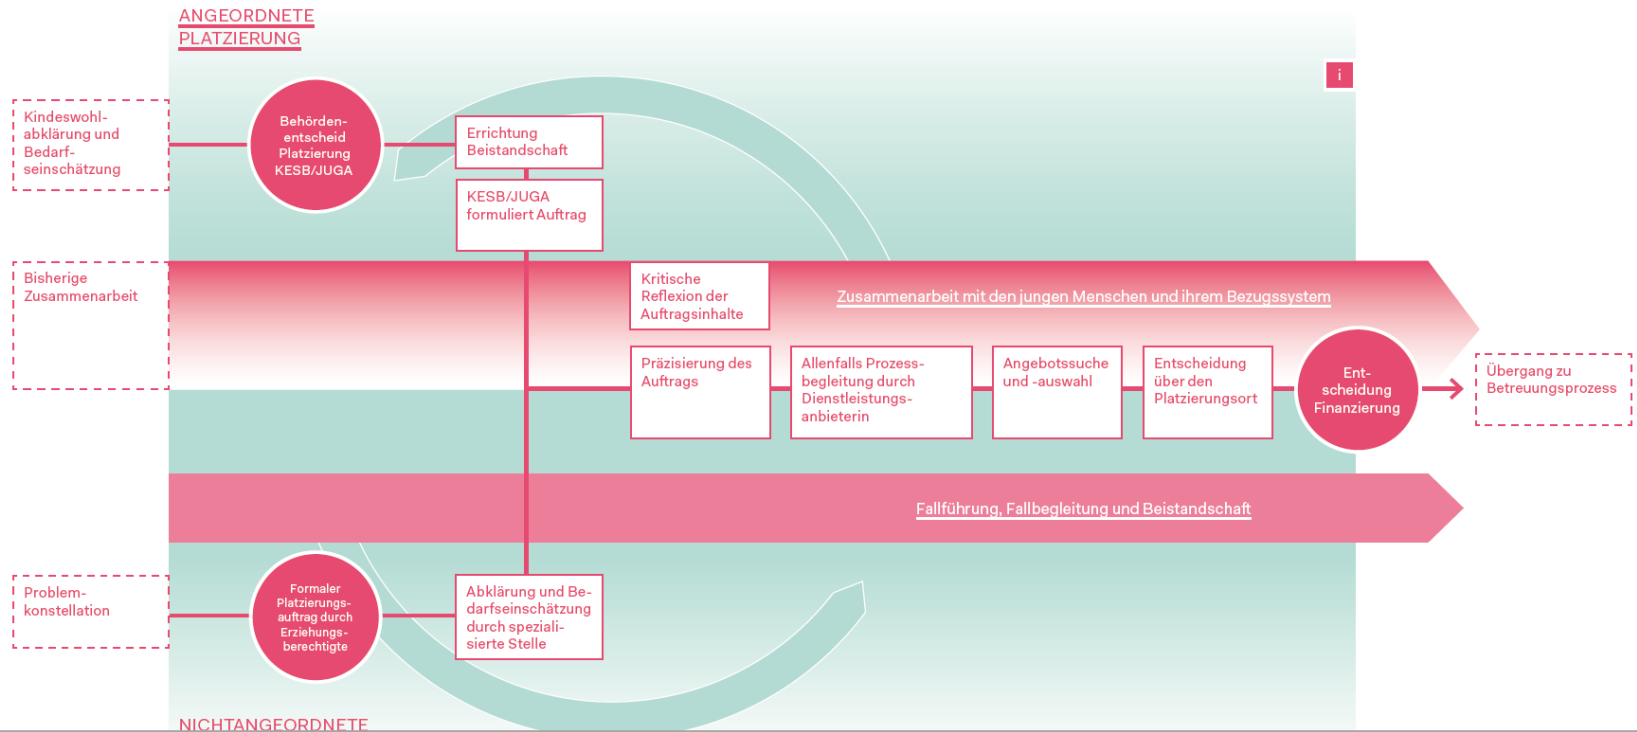 ANGEORDNETE
PLATZIERUNG
i
Kindeswohl-
abklärung und
Bedarf-
seinschätzung
Behörden-
entscheid
Platzierung
KESB/JUGA
Errichtung
Beistandschaft
KESB/JUGA
formuliert Auftrag
Bisherige
Zusammenarbeit
Kritische
Reflexion der
Auftragsinhalte
Zusammenarbeit mit den jungen Menschen und ihrem Bezugssystem
Präzisierung des
Auftrags
Allenfalls Prozess-
begleitung durch
Dienstleistungs-
anbieterin
Angebotssuche
und -auswahl
Entscheidung
über den
Platzierungsort
Ent-
scheidung
Finanzierung
Übergang zu
Betreuungsprozess
Fallführung, Fallbegleitung und Beistandschaft
Problem-
konstellation
Formaler
Platzierungs-
auftrag durch
Erziehungs-
berechtigte
Abklärung und Be-
darfseinschätzung
durch speziali-
sierte Stelle
NICHTANGEORDNETE